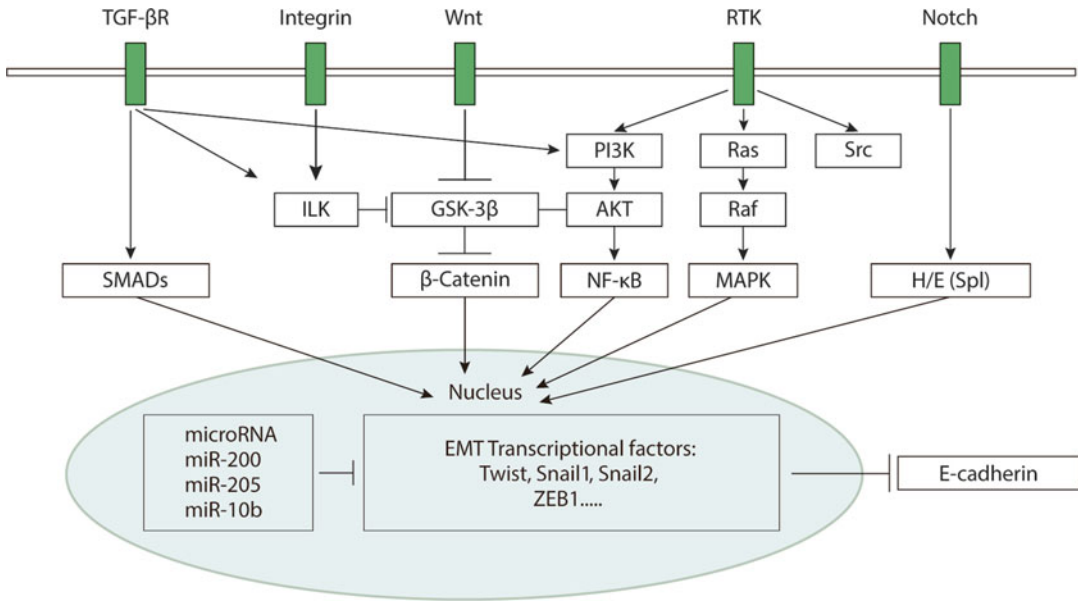 TGF-βR
Integrin
Wnt
RTK
Notch
PI3K
Ras
Src
ILK
GSK-3β
AKT
Raf
SMADs
β-Catenin
NF-κB
MAPK
H/E (Spl)
Nucleus
microRNA
miR-200
miR-205
miR-10b
EMT Transcriptional factors:
Twist, Snail1, Snail2,
ZEB1.....
E-cadherin